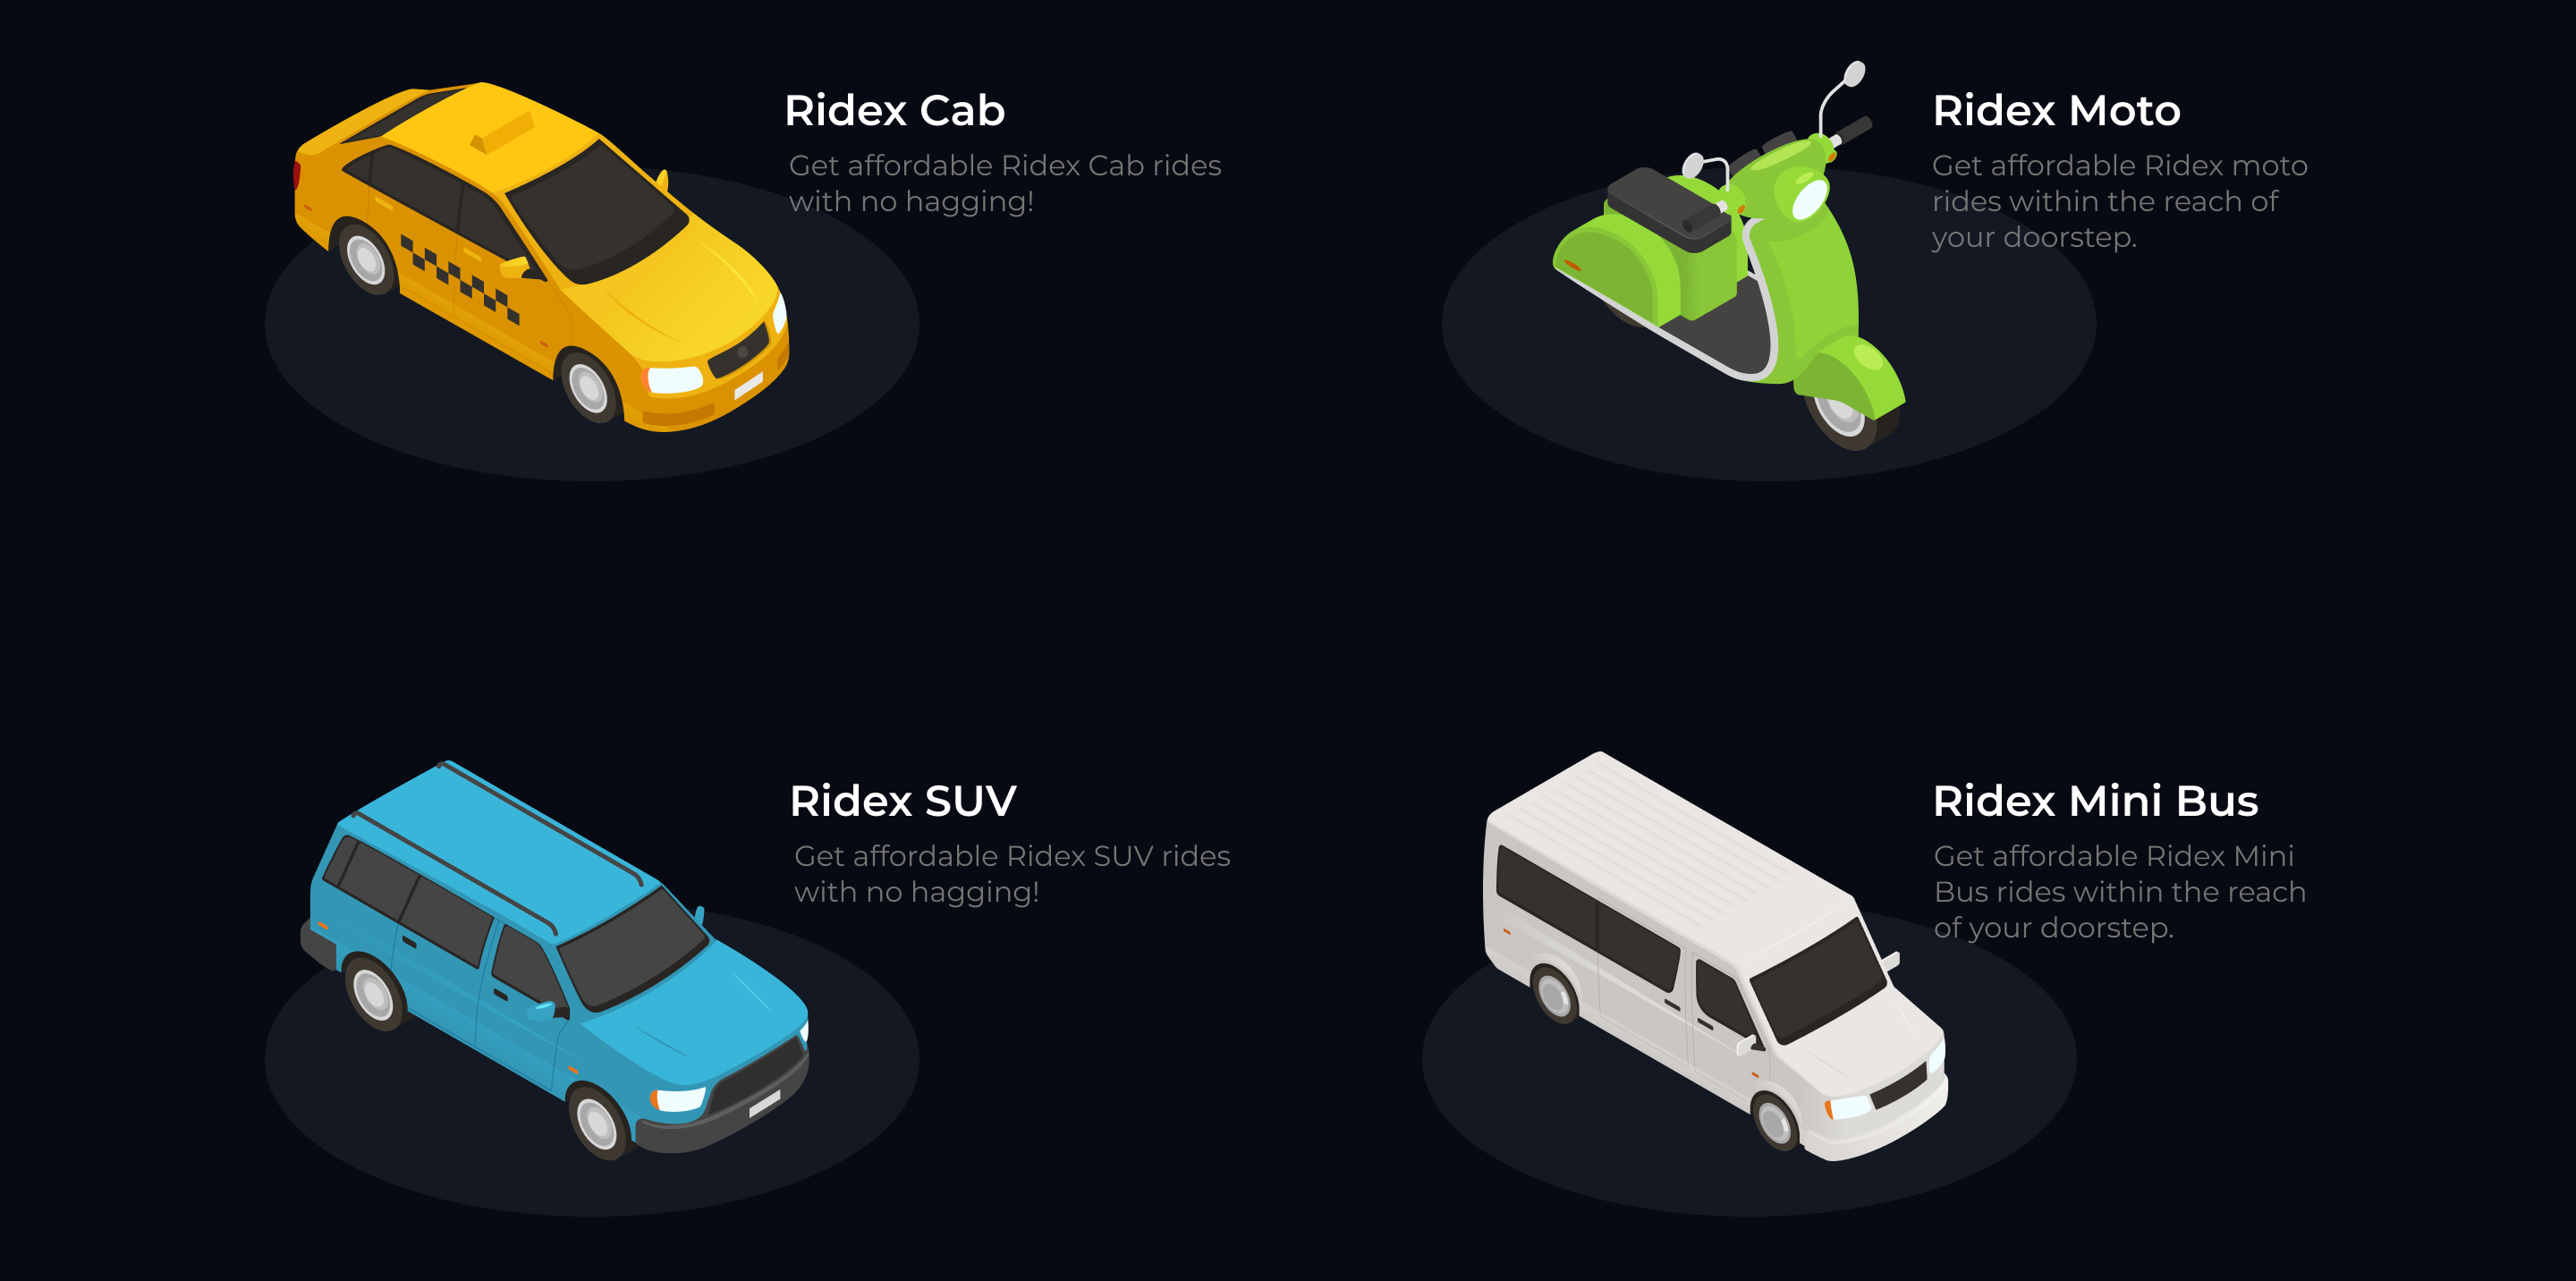 Ridex Cab
Get affordable Ridex Cab rides
with no hagging!
Ridex Moto
Get affordable Ridex moto
rides within the reach of
your doorstep.
Ridex SUV
Get affordable Ridex SUV rides
with no hagging!
Ridex Mini Bus
Get affordable Ridex Mini
Bus rides within the reach
of your doorstep.